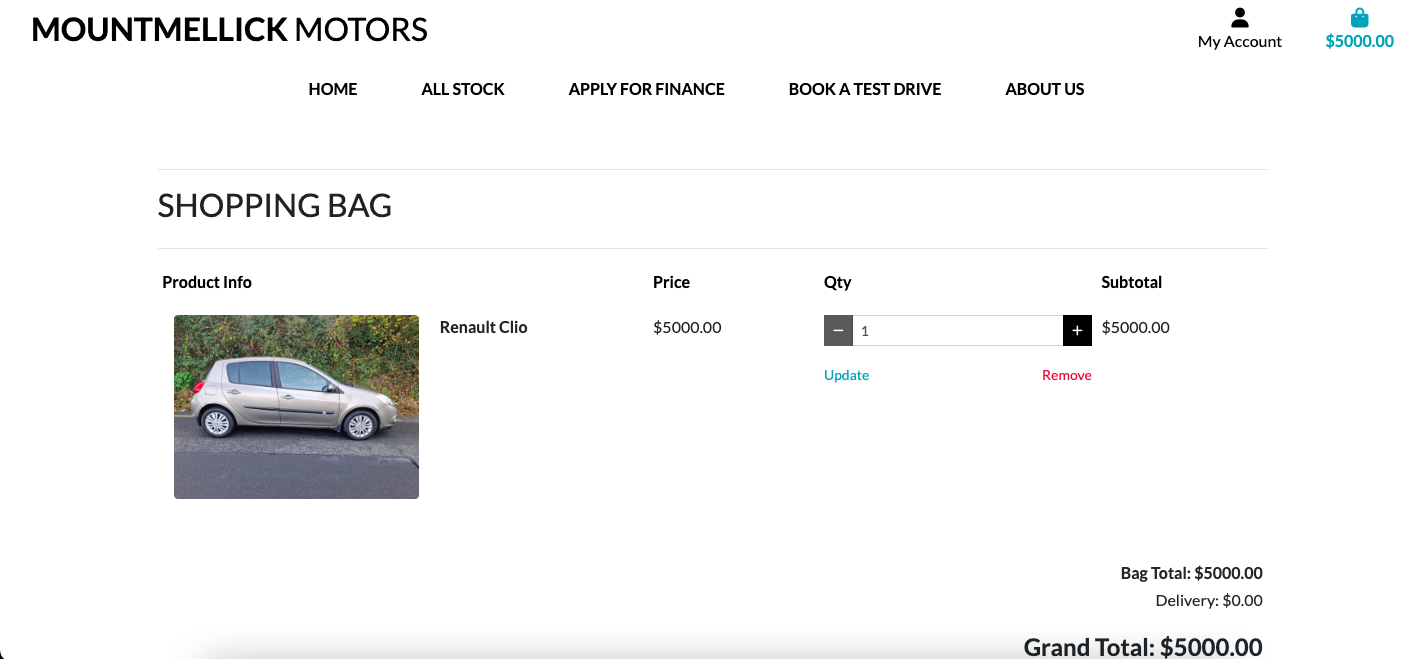 MOUNTMELLICK MOTORS
My Account
$5000.00
HOME ALL STOCK APPLY FOR FINANCE BOOK A TEST DRIVE ABOUT US
SHOPPING BAG
Product Info Price Qty Subtotal
Renault Clio $5000.00 − 1 + $5000.00
Update Remove
Bag Total: $5000.00
Delivery: $0.00
Grand Total: $5000.00